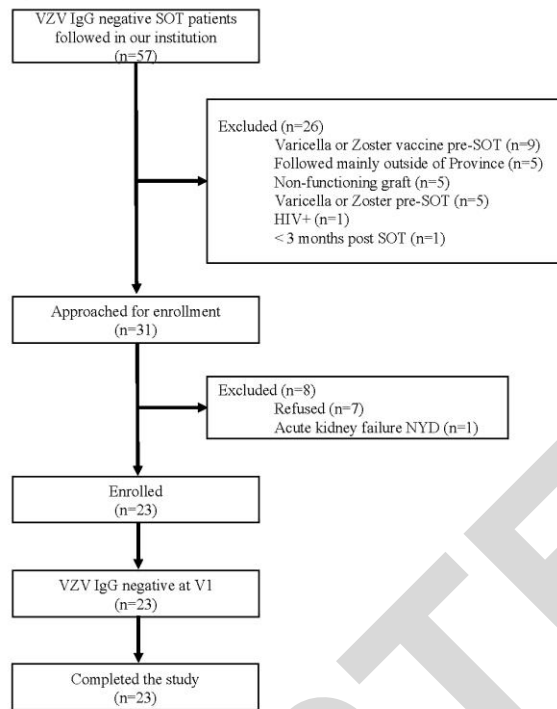 VZV IgG negative SOT patients
followed in our institution
(n=57)
Excluded (n=26)
Varicella or Zoster vaccine pre-SOT (n=9)
Followed mainly outside of Province (n=5)
Non-functioning graft (n=5)
Varicella or Zoster pre-SOT (n=5)
HIV+ (n=1)
< 3 months post SOT (n=1)
Approached for enrollment
(n=31)
Excluded (n=8)
Refused (n=7)
Acute kidney failure NYD (n=1)
Enrolled
(n=23)
VZV IgG negative at V1
(n=23)
Completed the study
(n=23)